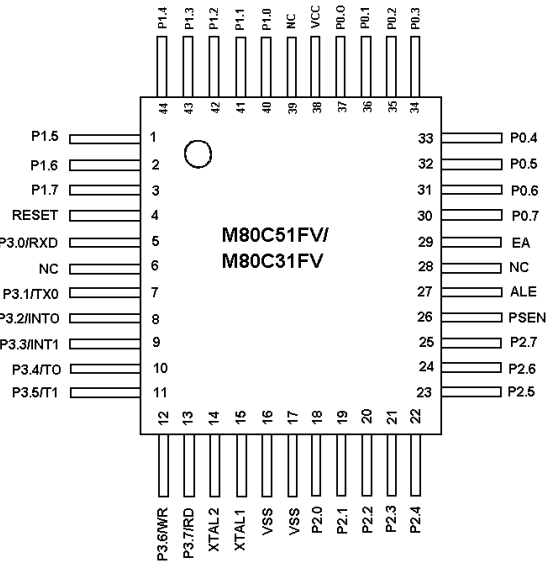 P1.4 P1.3 P1.2 P1.1 P1.0 NC VCC P0.O P0.1 P0.2 P0.3
44 43 42 41 40 39 38 37 36 35 34
P1.5 1 33 P0.4
P1.6 2 32 P0.5
P1.7 3 31 P0.6
RESET 4 30 P0.7
P3.0/RXD 5 29 EA
NC 6 28 NC
P3.1/TX0 7 27 ALE
P3.2/INTO 8 26 PSEN
P3.3/INT1 9 25 P2.7
P3.4/TO 10 24 P2.6
P3.5/T1 11 23 P2.5
M80C51FV/
M80C31FV
12 13 14 15 16 17 18 19 20 21 22
P3.6/WR P3.7/RD XTAL2 XTAL1 VSS VSS P2.0 P2.1 P2.2 P2.3 P2.4